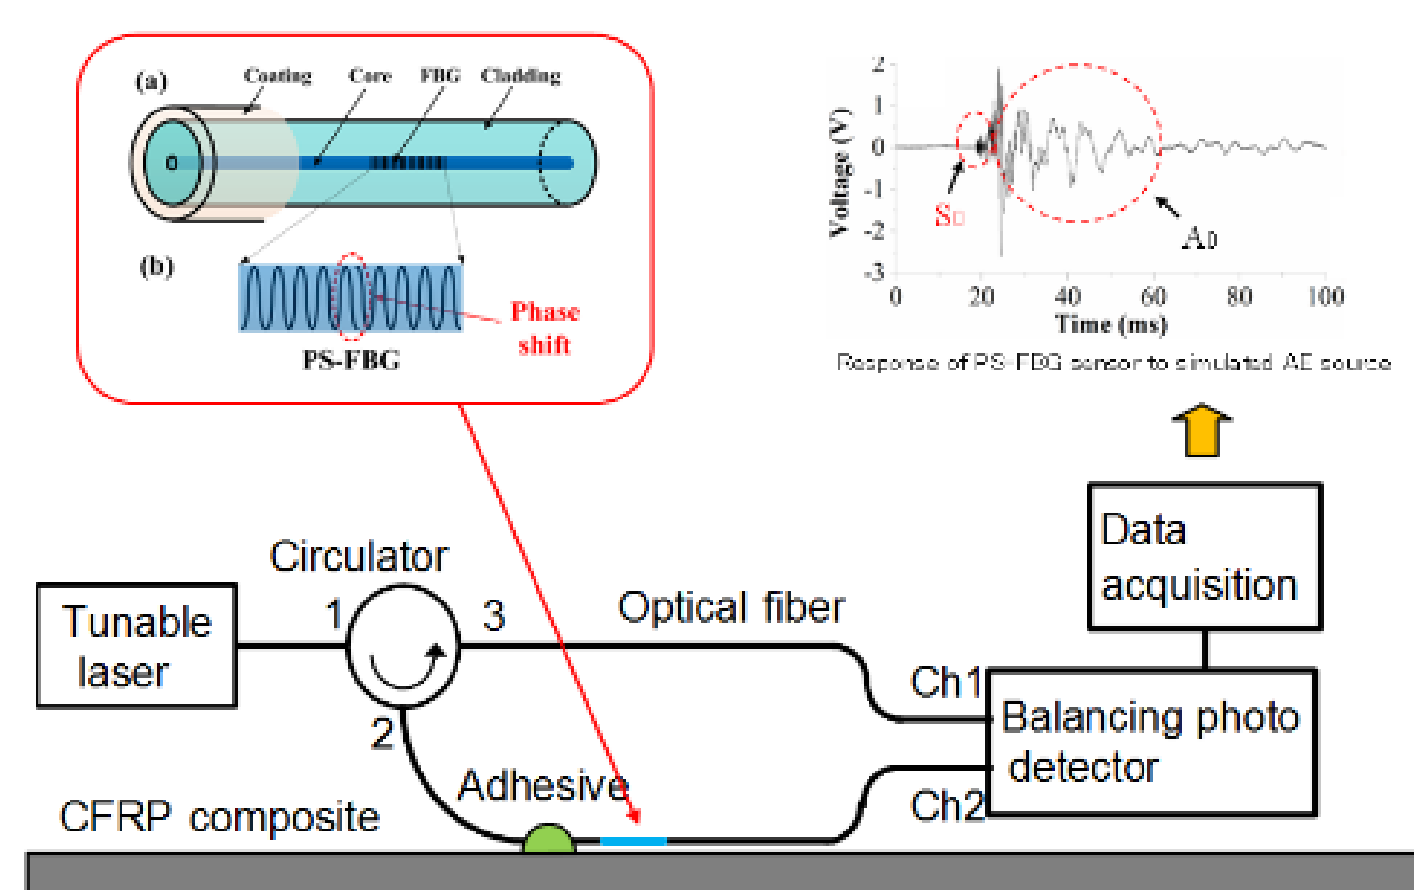 (a)
Coating Core FBG Cladding
(b)
Phase
shift
PS-FBG
2
1
0
-1
-2
-3
Voltage (V)
S▯
A0
0 20 40 60 80 100
Time (ms)
Response of PS-FBG sensor to simulated AE source
Data
acquisition
Circulator
Tunable
laser
1
3
2
Optical fiber
Ch1
Balancing photo
detector
Ch2
Adhesive
CFRP composite